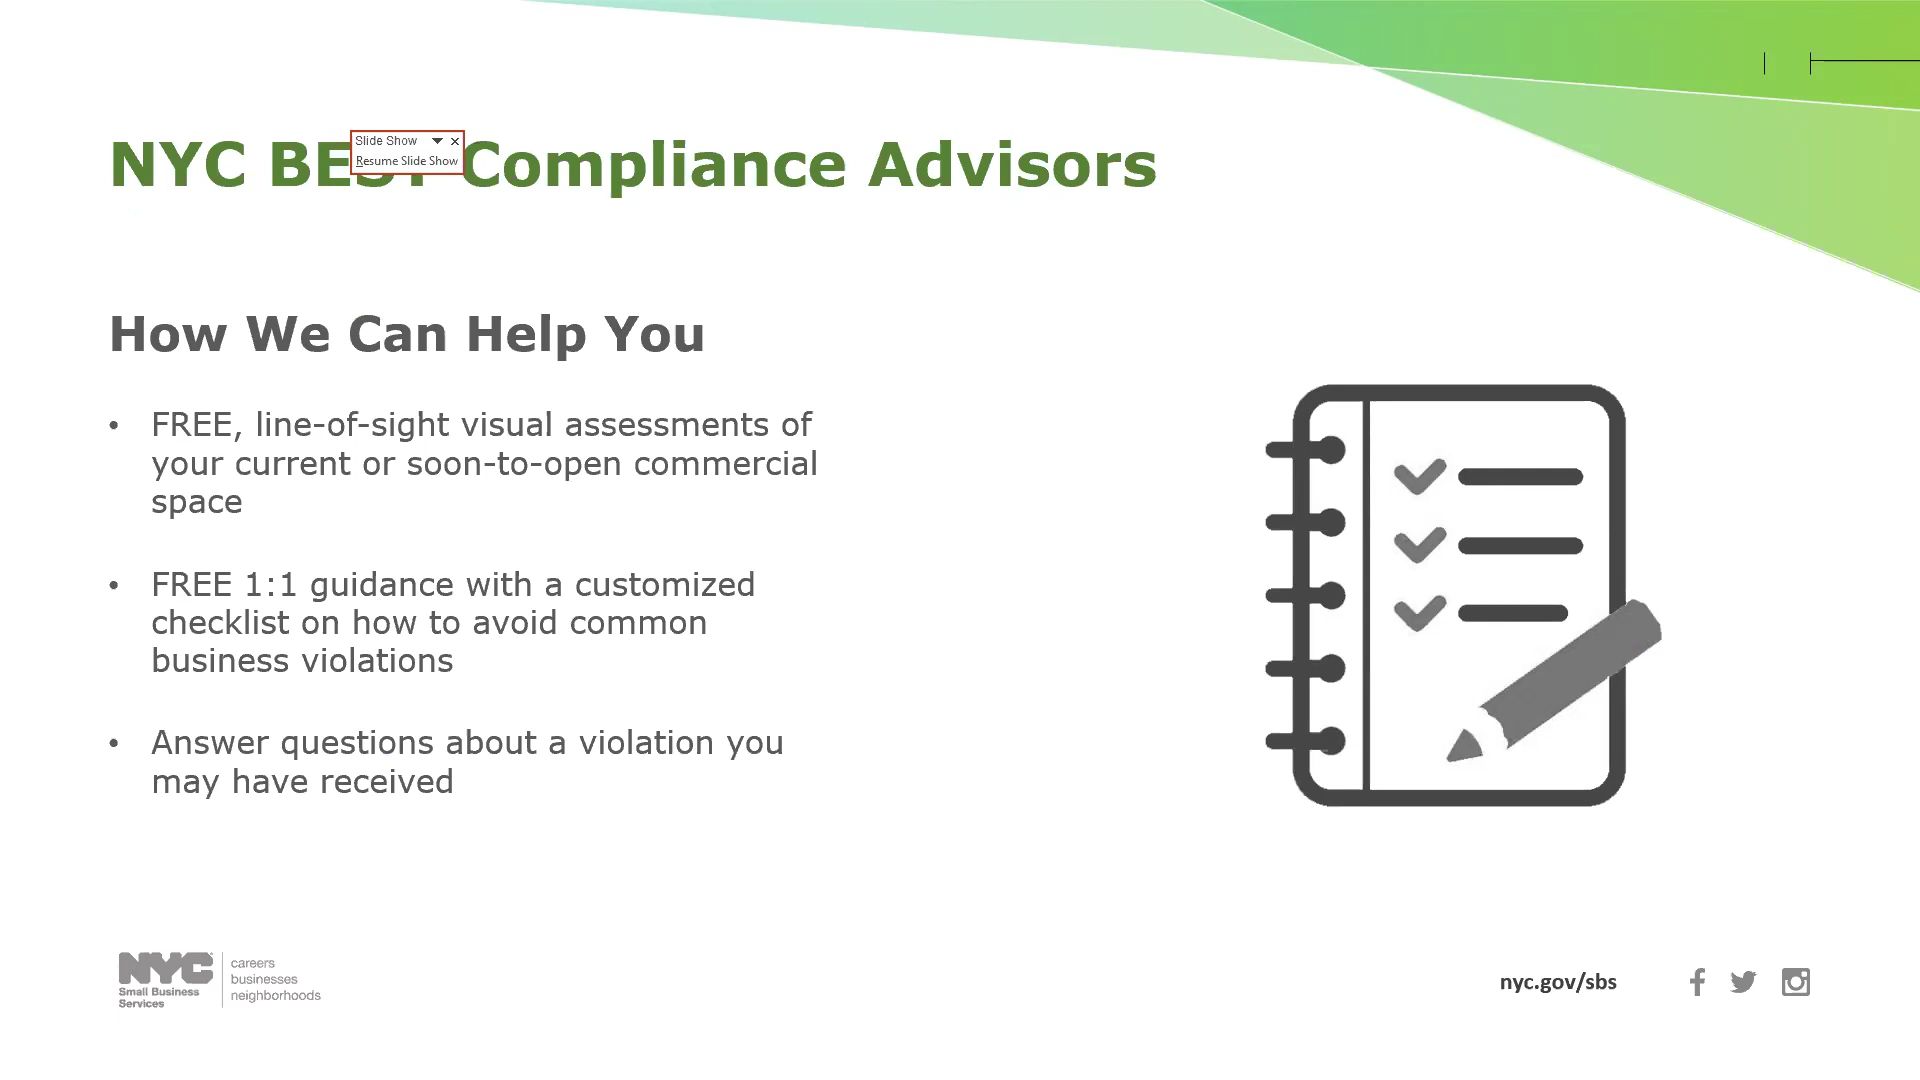 Slide Show
Resume Slide Show
NYC BEST Compliance Advisors
How We Can Help You
• FREE, line-of-sight visual assessments of
your current or soon-to-open commercial
space
• FREE 1:1 guidance with a customized
checklist on how to avoid common
business violations
• Answer questions about a violation you
may have received
NYC
Small Business
Services
careers
businesses
neighborhoods
nyc.gov/sbs